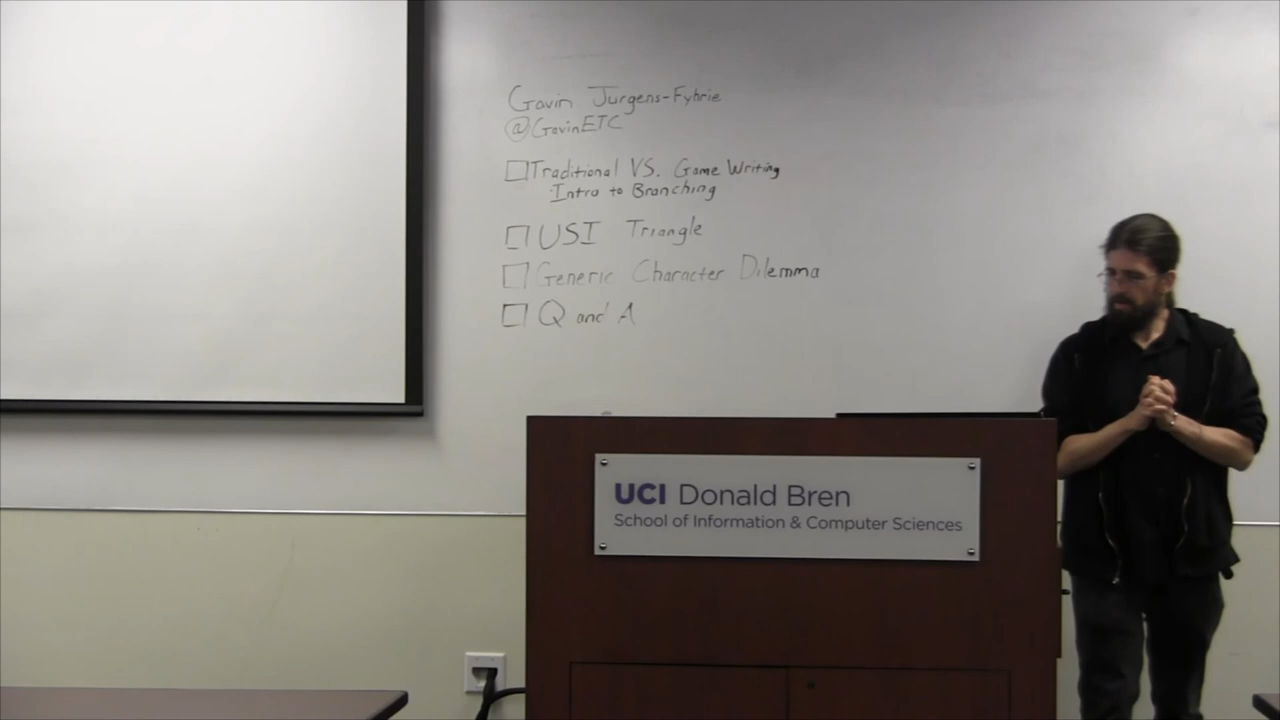 Gavin Jurgens-Fyhrie
@GavinETC
Traditional VS. Game Writing
Intro to Branching
USI Triangle
Generic Character Dilemma
Q and A
UCI Donald Bren
School of Information & Computer Sciences